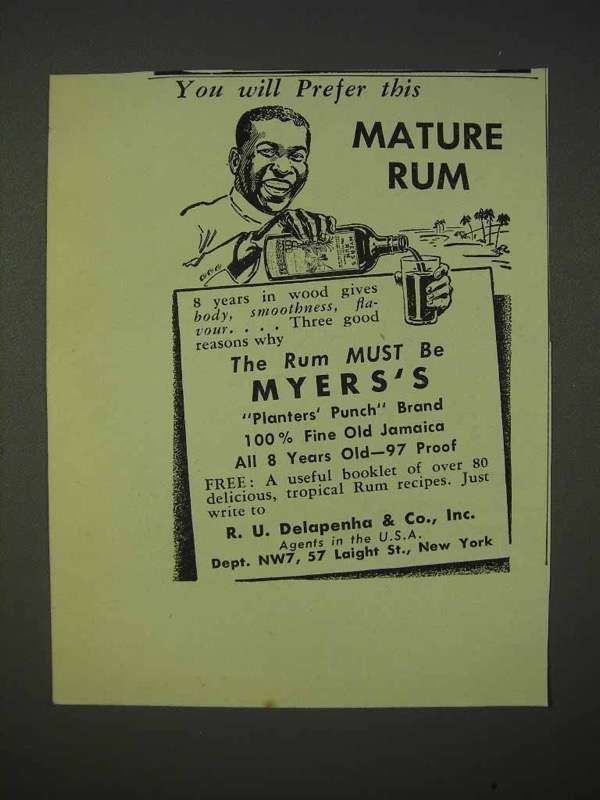 You will Prefer this
MATURE
RUM
MYERS'S
RUM
8 years in wood gives
body, smoothness, fla-
vour. . . . Three good
reasons why
The Rum MUST Be
MYERS'S
"Planters' Punch" Brand
100% Fine Old Jamaica
All 8 Years Old—97 Proof
FREE: A useful booklet of over 80
delicious, tropical Rum recipes. Just
write to
R. U. Delapenha & Co., Inc.
Agents in the U.S.A.
Dept. NW7, 57 Laight St., New York